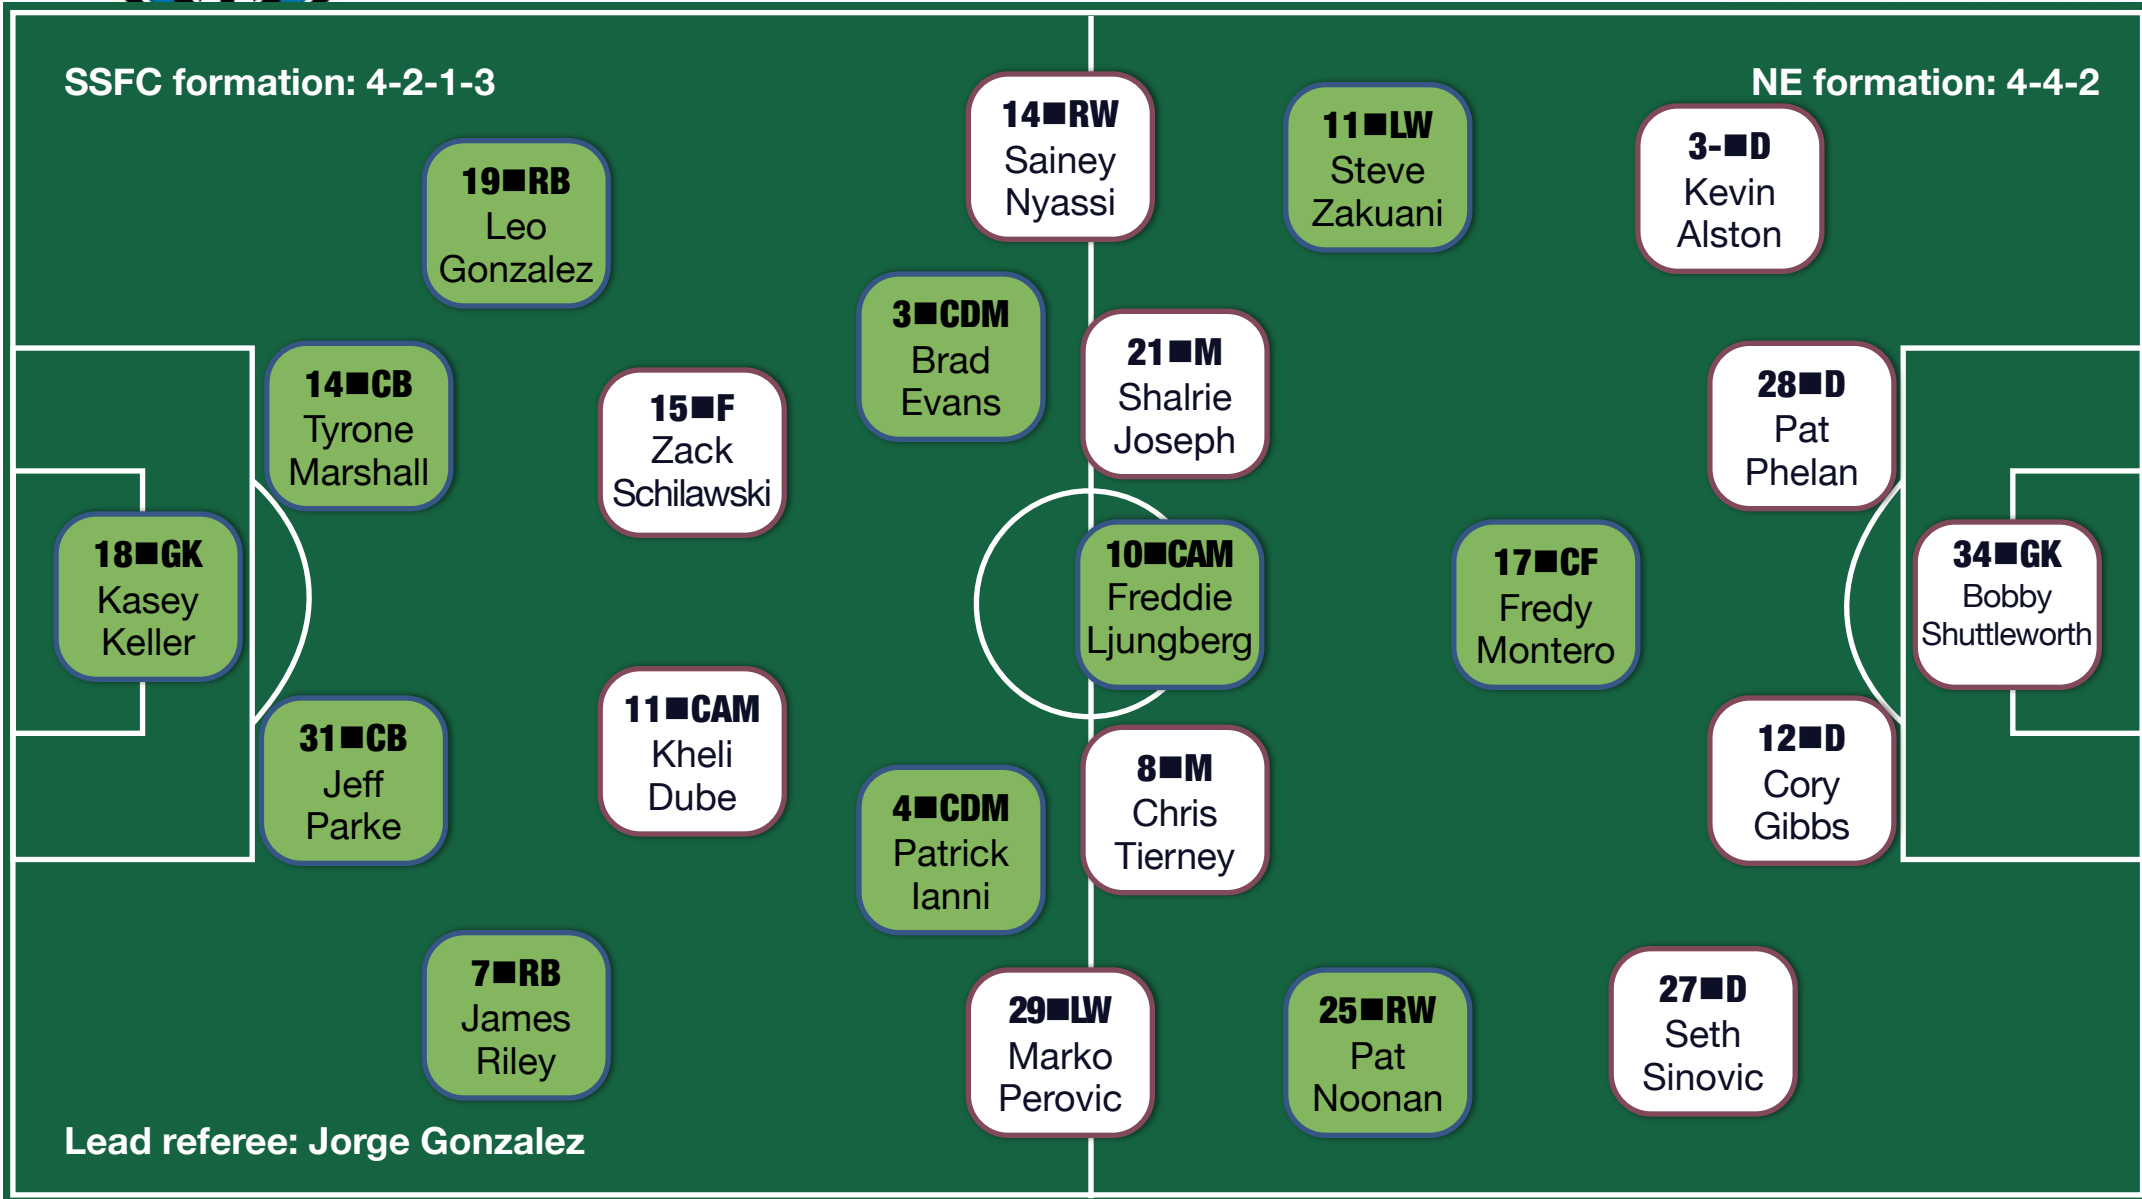 SSFC formation: 4-2-1-3
NE formation: 4-4-2
14■RW
Sainey
Nyassi
11■LW
Steve
Zakuani
3-■D
Kevin
Alston
19■RB
Leo
Gonzalez
3■CDM
Brad
Evans
21■M
Shalrie
Joseph
14■CB
Tyrone
Marshall
15■F
Zack
Schilawski
28■D
Pat
Phelan
18■GK
Kasey
Keller
10■CAM
Freddie
Ljungberg
17■CF
Fredy
Montero
34■GK
Bobby
Shuttleworth
31■CB
Jeff
Parke
11■CAM
Kheli
Dube
4■CDM
Patrick
Ianni
8■M
Chris
Tierney
12■D
Cory
Gibbs
7■RB
James
Riley
29■LW
Marko
Perovic
25■RW
Pat
Noonan
27■D
Seth
Sinovic
Lead referee: Jorge Gonzalez